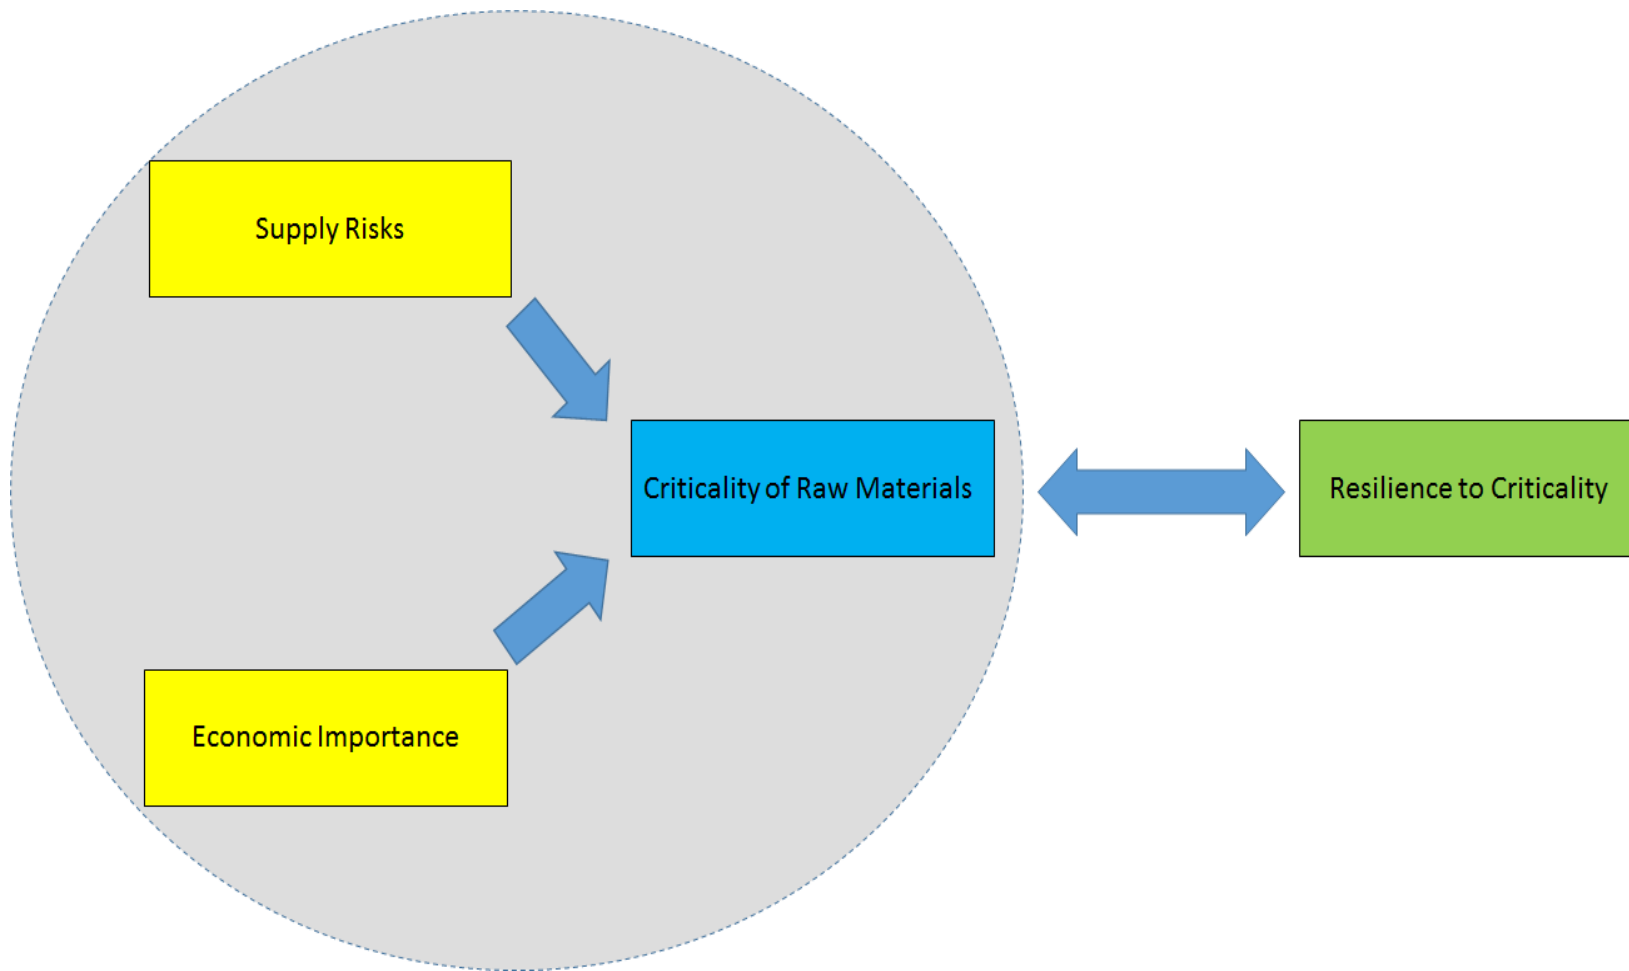 Supply Risks
Criticality of Raw Materials
Resilience to Criticality
Economic Importance